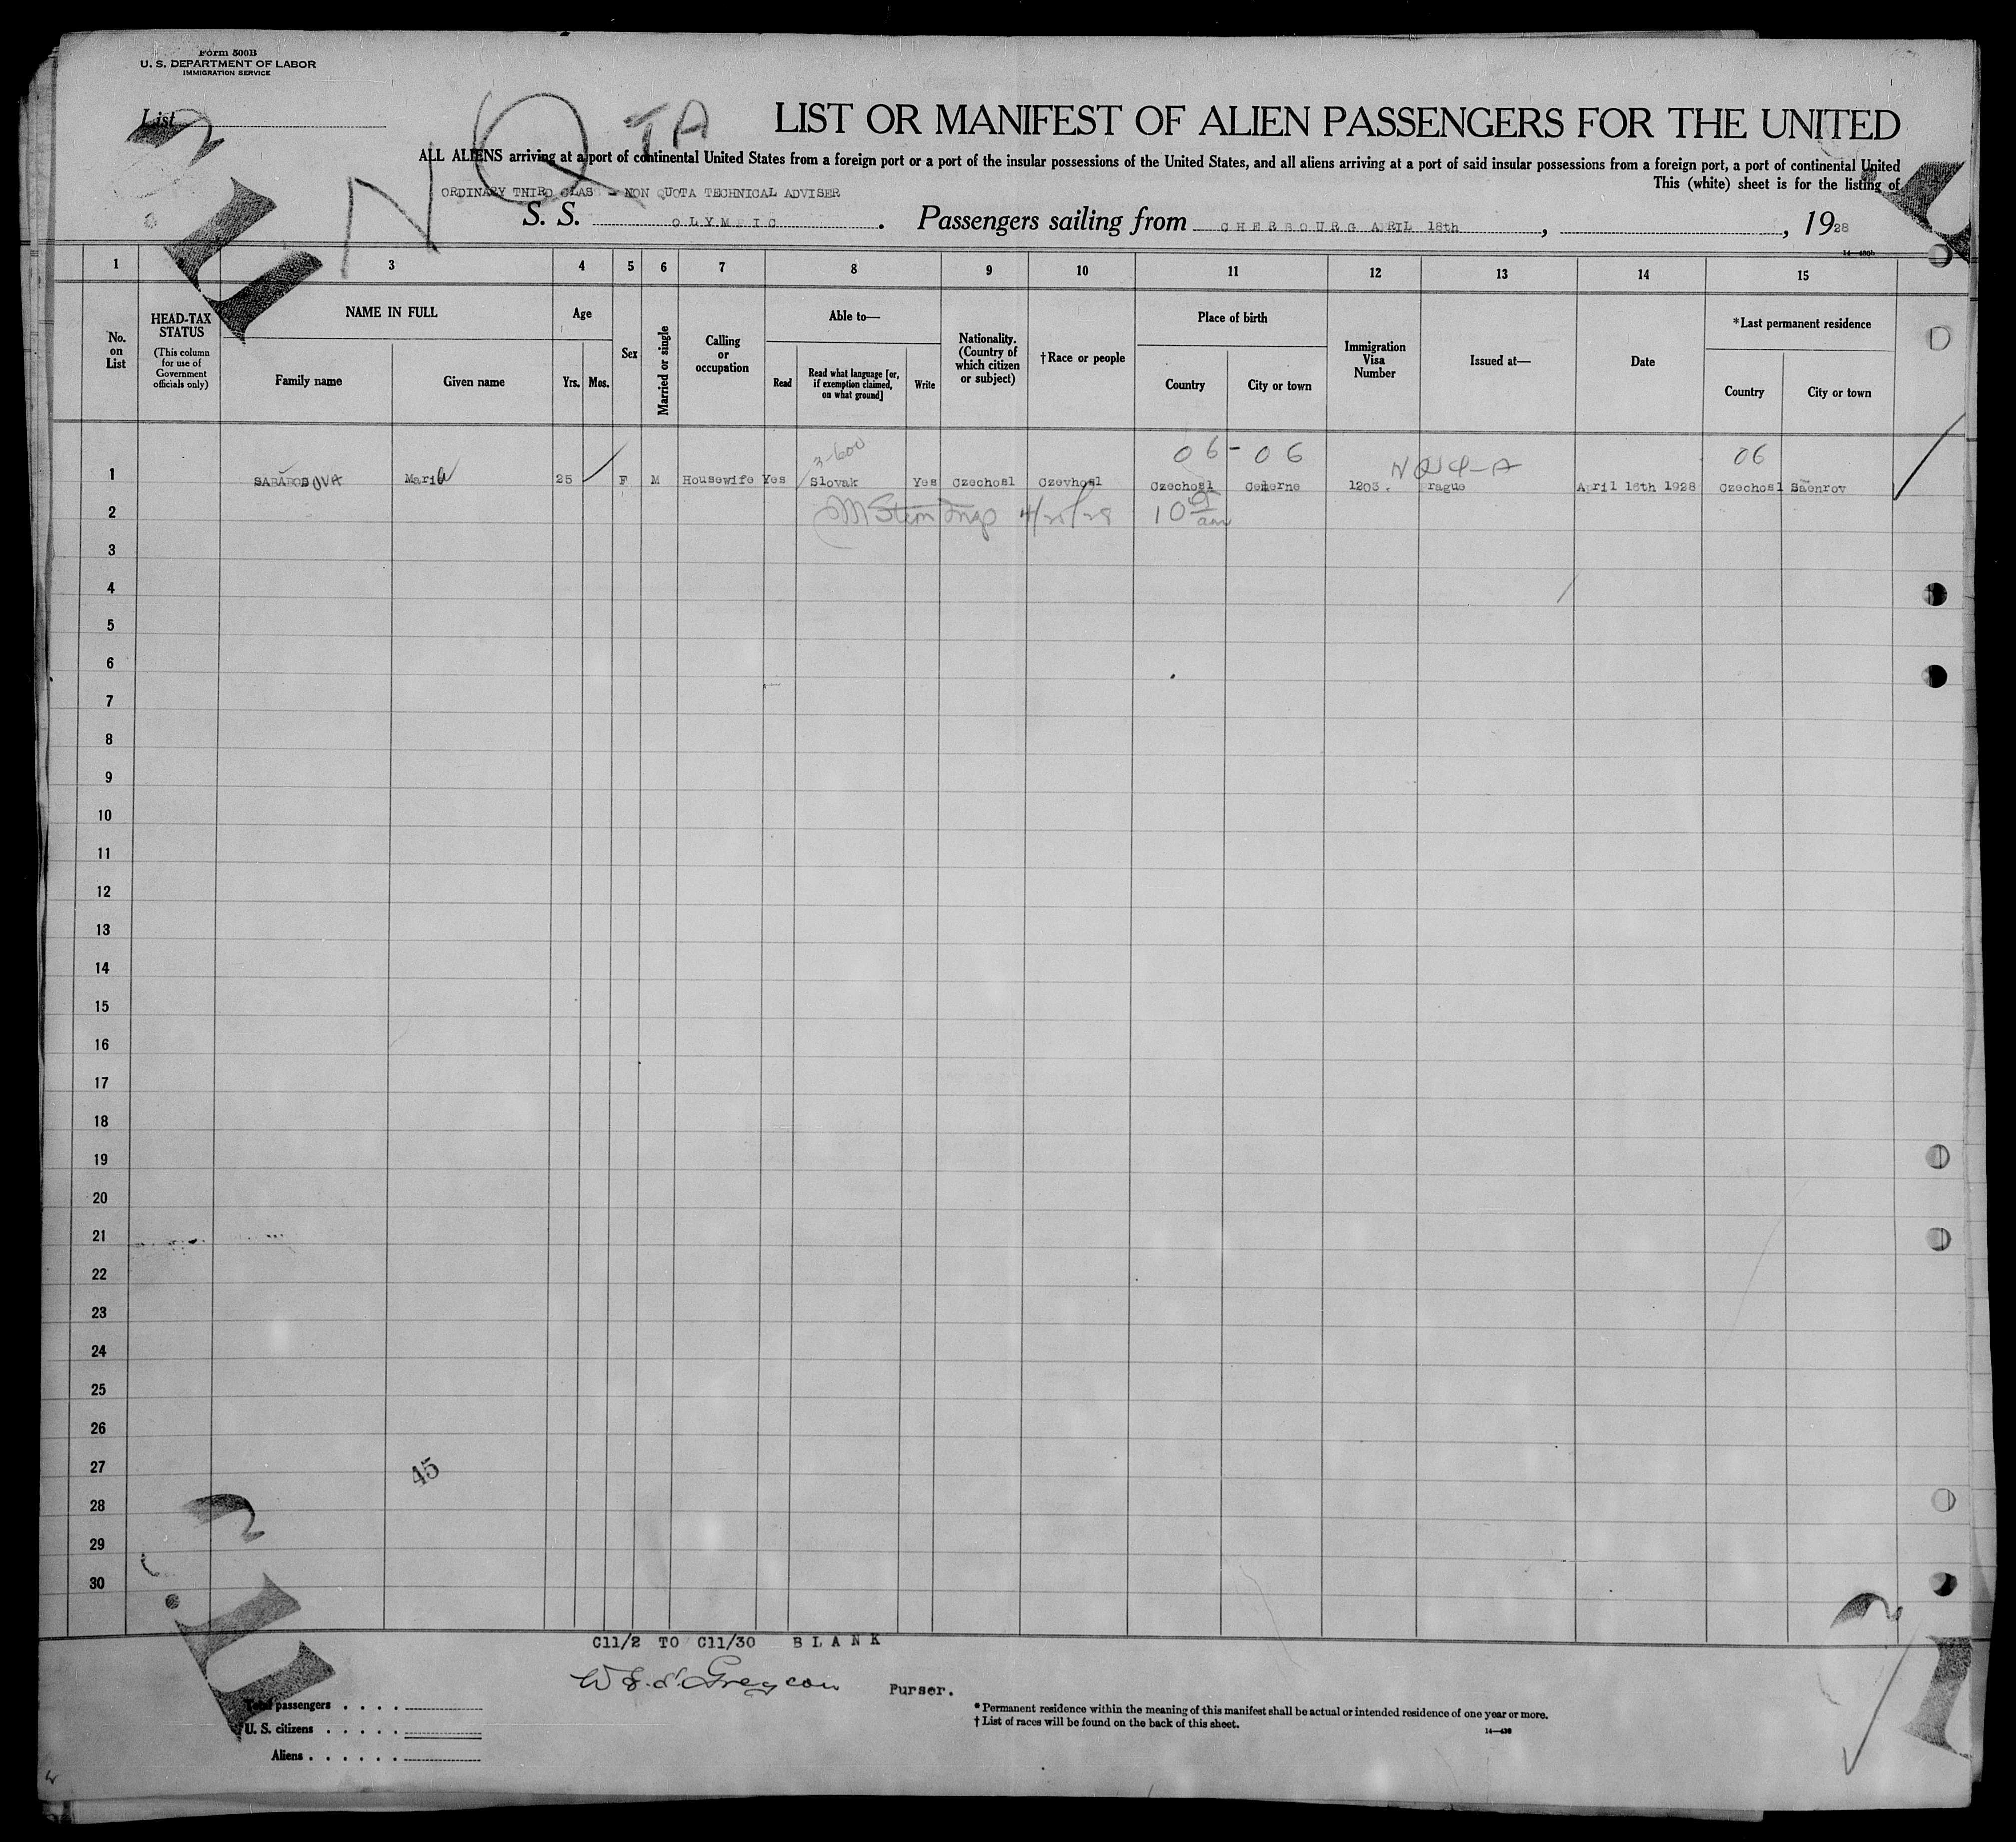 Form 500B
U. S. DEPARTMENT OF LABOR
IMMIGRATION SERVICE
List
NQ TA
LIST OR MANIFEST OF ALIEN PASSENGERS FOR THE UNITED
ALL ALIENS arriving at a port of continental United States from a foreign port or a port of the insular possessions of the United States, and all aliens arriving at a port of said insular possessions from a foreign port, a port of continental United
This (white) sheet is for the listing of
ORDINARY THIRD CLASS - NON QUOTA TECHNICAL ADVISER
S. S. OLYMPIC. Passengers sailing from CHERBOURG APRIL 18th, , 1928
1 3 4 5 6 7 8 9 10 11 12 13 14 15
No. on List
HEAD-TAX STATUS
(This column for use of Government officials only)
NAME IN FULL
Family name
Given name
Age
Yrs.
Mos.
Sex
Married or single
Calling or occupation
Able to—
Read
Read what language [or, if exemption claimed, on what ground]
Write
Nationality. (Country of which citizen or subject)
†Race or people
Place of birth
Country
City or town
Immigration Visa Number
Issued at—
Date
*Last permanent residence
Country
City or town
3-600 06-06 NQ 4-A 06
1 Maria 25 F M Housewife Yes Slovak Yes Czechosl Czevhosl Czechosl 1203. Prague April 16th 1928 Czechosl
2 10 am
3
4
5
6
7
8
9
10
11
12
13
14
15
16
17
18
19
20
21
22
23
24
25
26
27
45
28
29
30
C11/2 TO C11/30 BLANK
Purser.
Total passengers
U. S. citizens
Aliens
* Permanent residence within the meaning of this manifest shall be actual or intended residence of one year or more.
† List of races will be found on the back of this sheet.